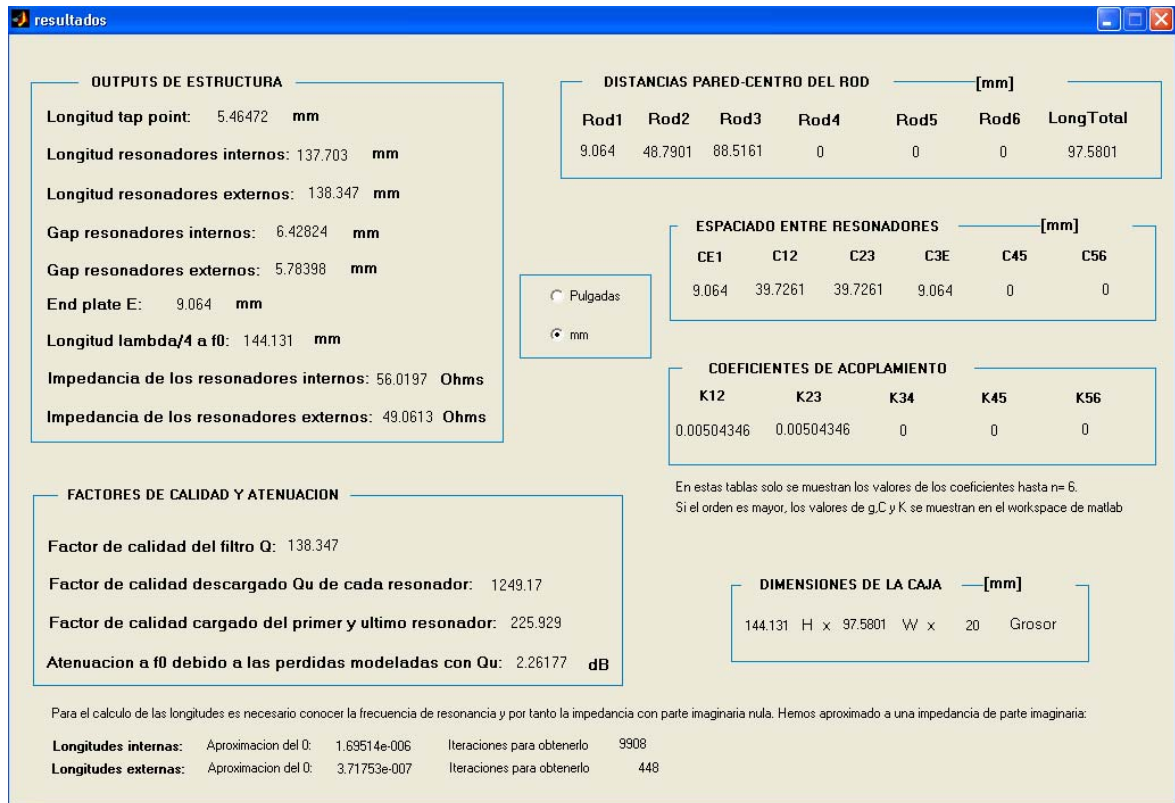 resultados
OUTPUTS DE ESTRUCTURA
Longitud tap point: 5.46472 mm
Longitud resonadores internos: 137.703 mm
Longitud resonadores externos: 138.347 mm
Gap resonadores internos: 6.42824 mm
Gap resonadores externos: 5.78398 mm
End plate E: 9.064 mm
Longitud lambda/4 a f0: 144.131 mm
Impedancia de los resonadores internos: 56.0197 Ohms
Impedancia de los resonadores externos: 49.0613 Ohms
DISTANCIAS PARED-CENTRO DEL ROD [mm]
Rod1 Rod2 Rod3 Rod4 Rod5 Rod6 LongTotal
9.064 48.7901 88.5161 0 0 0 97.5801
ESPACIADO ENTRE RESONADORES [mm]
CE1 C12 C23 C3E C45 C56
9.064 39.7261 39.7261 9.064 0 0
Pulgadas
mm
COEFICIENTES DE ACOPLAMIENTO
K12 K23 K34 K45 K56
0.00504346 0.00504346 0 0 0
En estas tablas solo se muestran los valores de los coeficientes hasta n= 6.
Si el orden es mayor, los valores de g,C y K se muestran en el workspace de matlab
FACTORES DE CALIDAD Y ATENUACION
Factor de calidad del filtro Q: 138.347
Factor de calidad descargado Qu de cada resonador: 1249.17
Factor de calidad cargado del primer y ultimo resonador: 225.929
Atenuacion a f0 debido a las perdidas modeladas con Qu: 2.26177 dB
DIMENSIONES DE LA CAJA [mm]
144.131 H x 97.5801 W x 20 Grosor
Para el calculo de las longitudes es necesario conocer la frecuencia de resonancia y por tanto la impedancia con parte imaginaria nula. Hemos aproximado a una impedancia de parte imaginaria:
Longitudes internas: Aproximacion del 0: 1.69514e-006 Iteraciones para obtenerlo 9908
Longitudes externas: Aproximacion del 0: 3.71753e-007 Iteraciones para obtenerlo 448